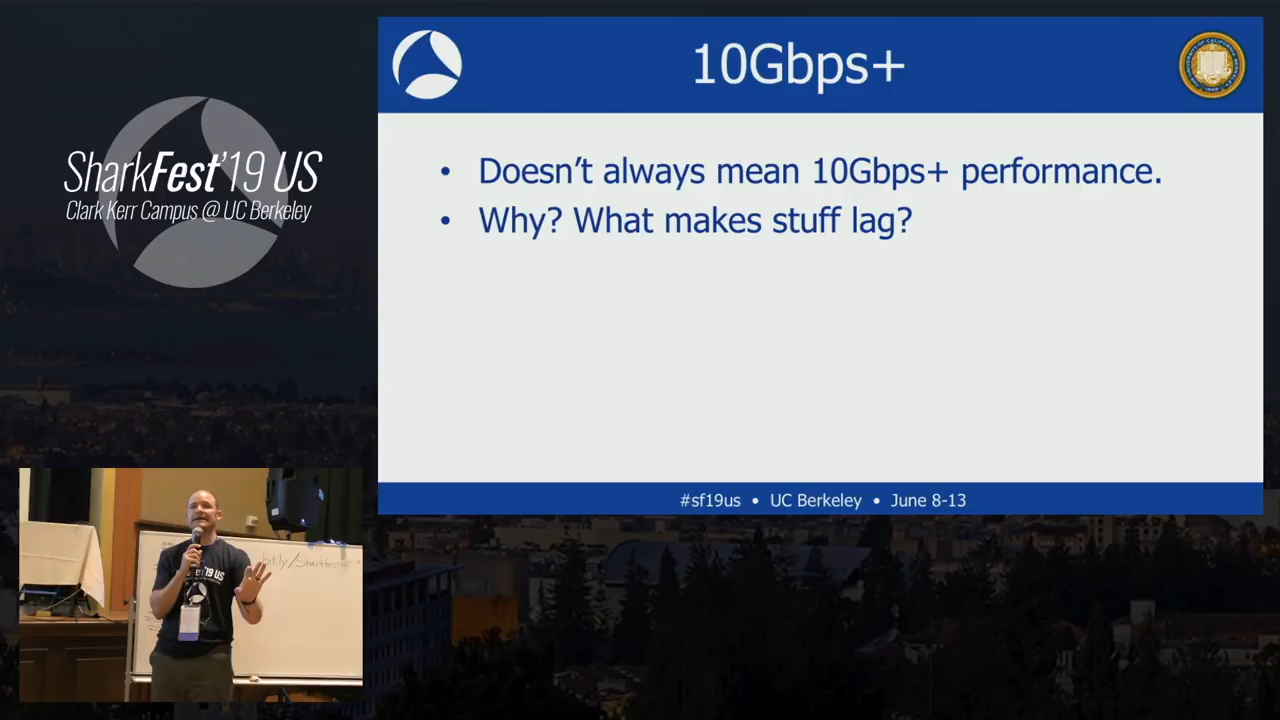 10Gbps+
SharkFest'19 US
Clark Kerr Campus @ UC Berkeley
• Doesn't always mean 10Gbps+ performance.
• Why? What makes stuff lag?
#sf19us • UC Berkeley • June 8-13